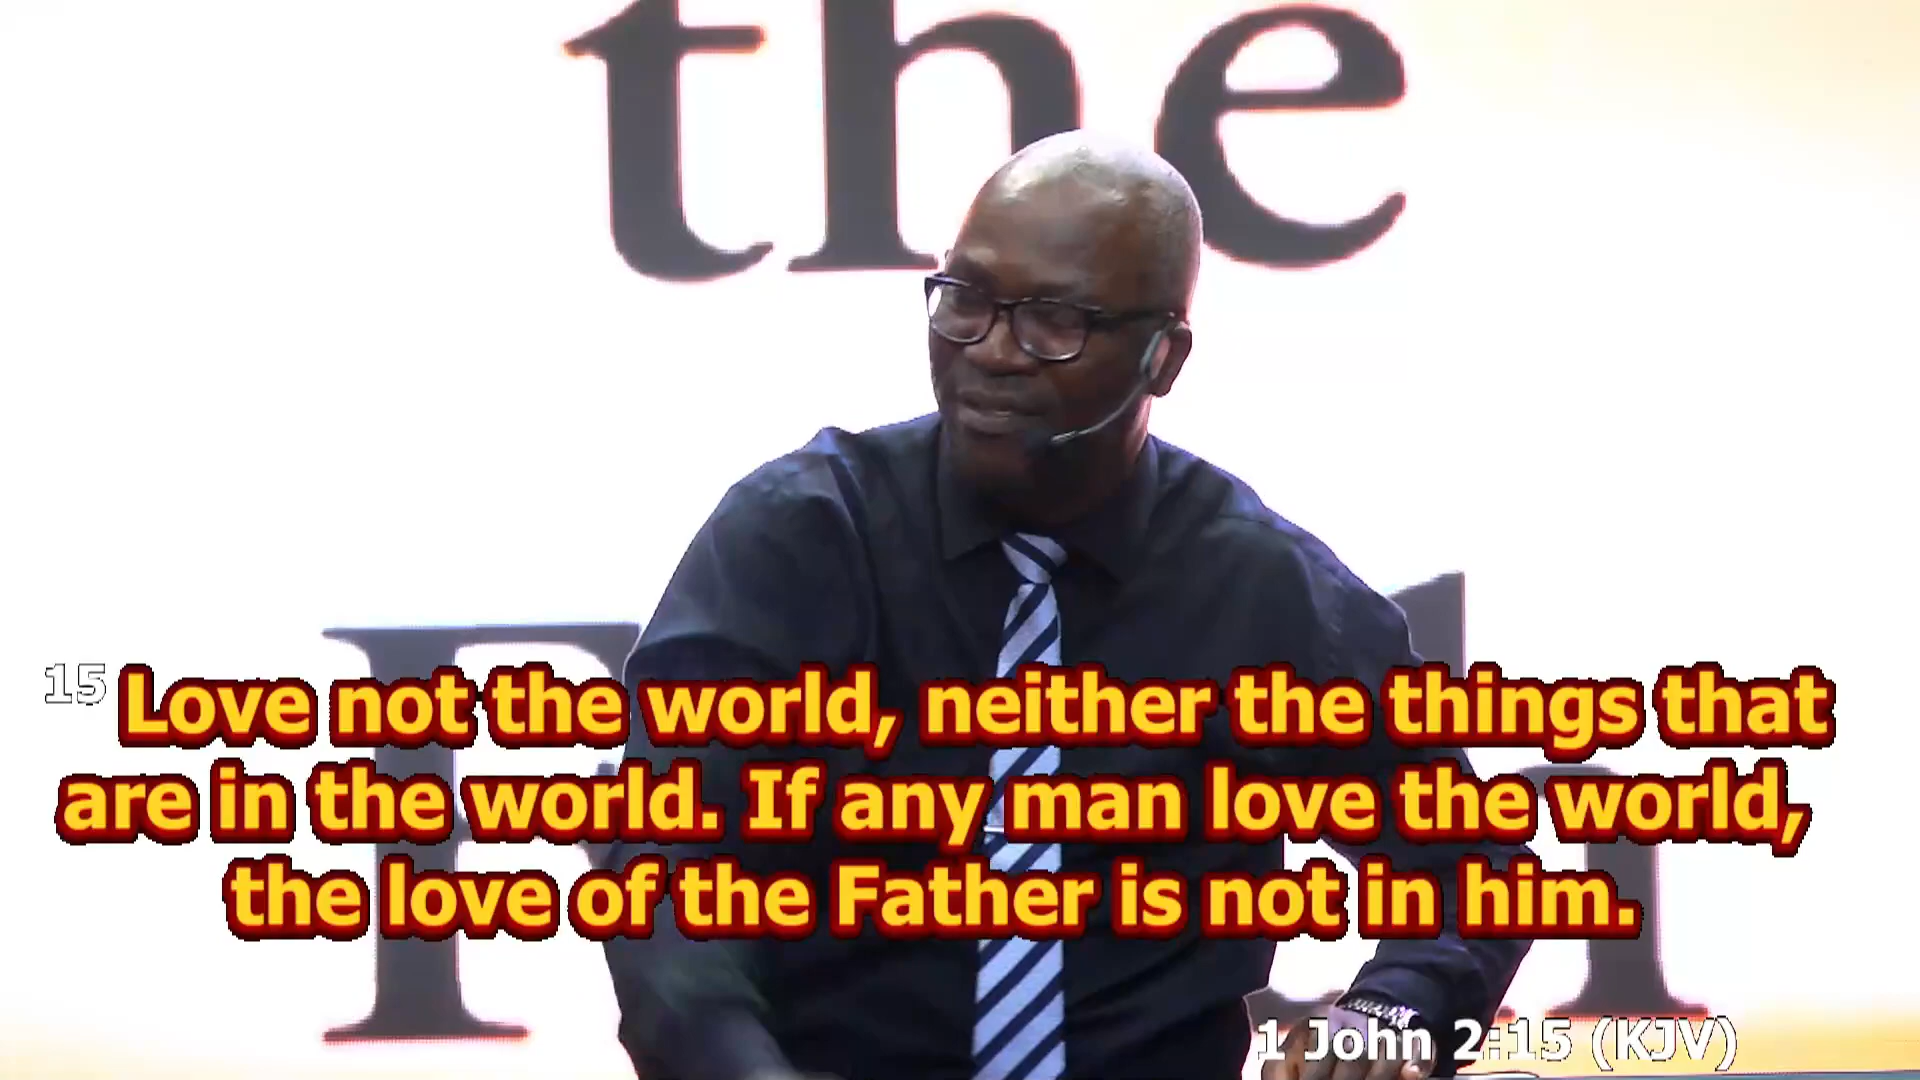 the
15 Love not the world, neither the things that
are in the world. If any man love the world,
the love of the Father is not in him.
1 John 2:15 (KJV)